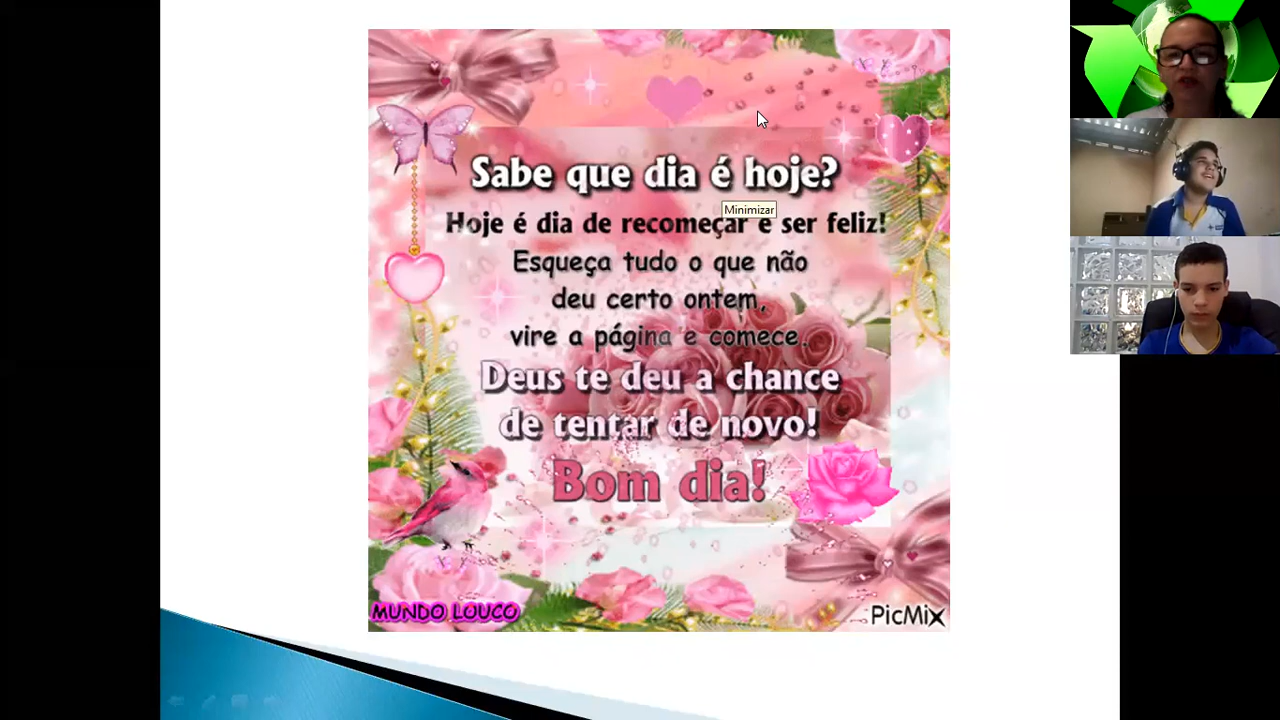 Sabe que dia é hoje?
Minimizar
Hoje é dia de recomeçar e ser feliz!
Esqueça tudo o que não
deu certo ontem,
vire a página e comece.
Deus te deu a chance
de tentar de novo!
Bom dia!
MUNDO LOUCO
PicMix